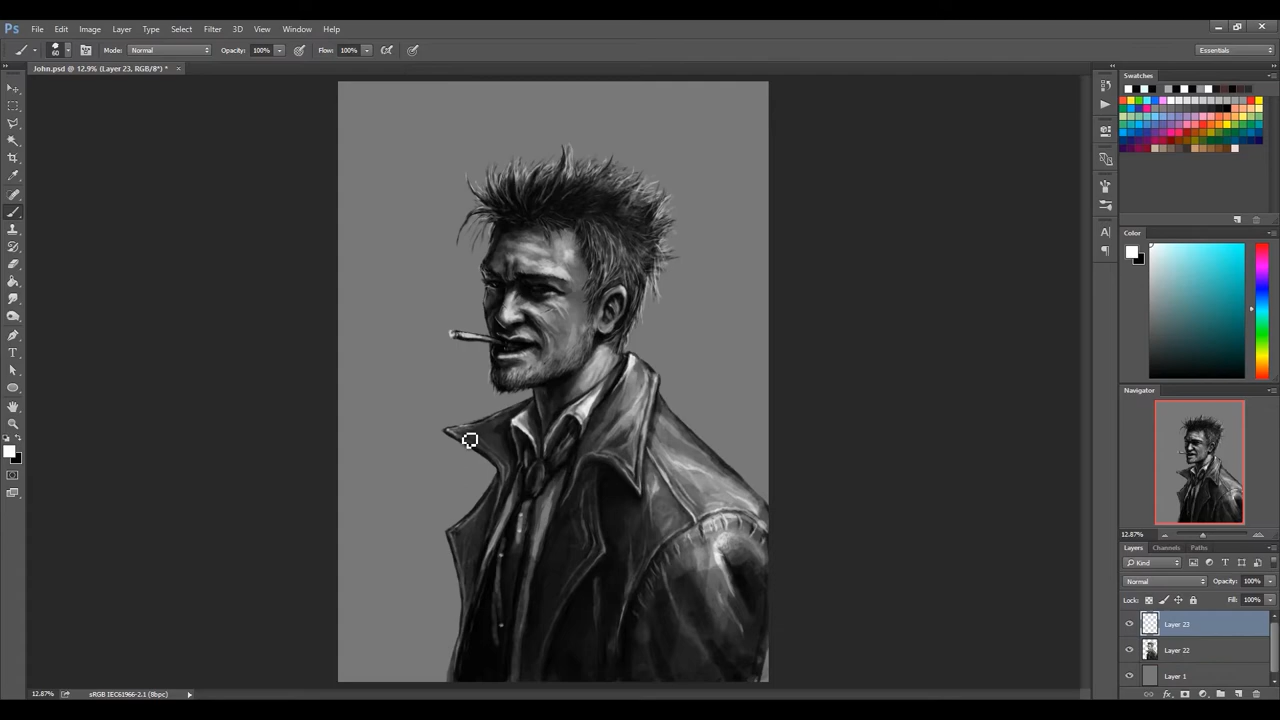 Ps File Edit Image Layer Type Select Filter 3D View Window Help
60 Mode: Normal Opacity: 100% Flow: 100% Essentials
John.psd @ 12.9% (Layer 23, RGB/8*) * ×
Swatches
Color
Navigator
12.87%
Layers Channels Paths
Kind
Normal Opacity: 100%
Lock: Fill: 100%
Layer 23
Layer 22
Layer 1
12.87% sRGB IEC61966-2.1 (8bpc)